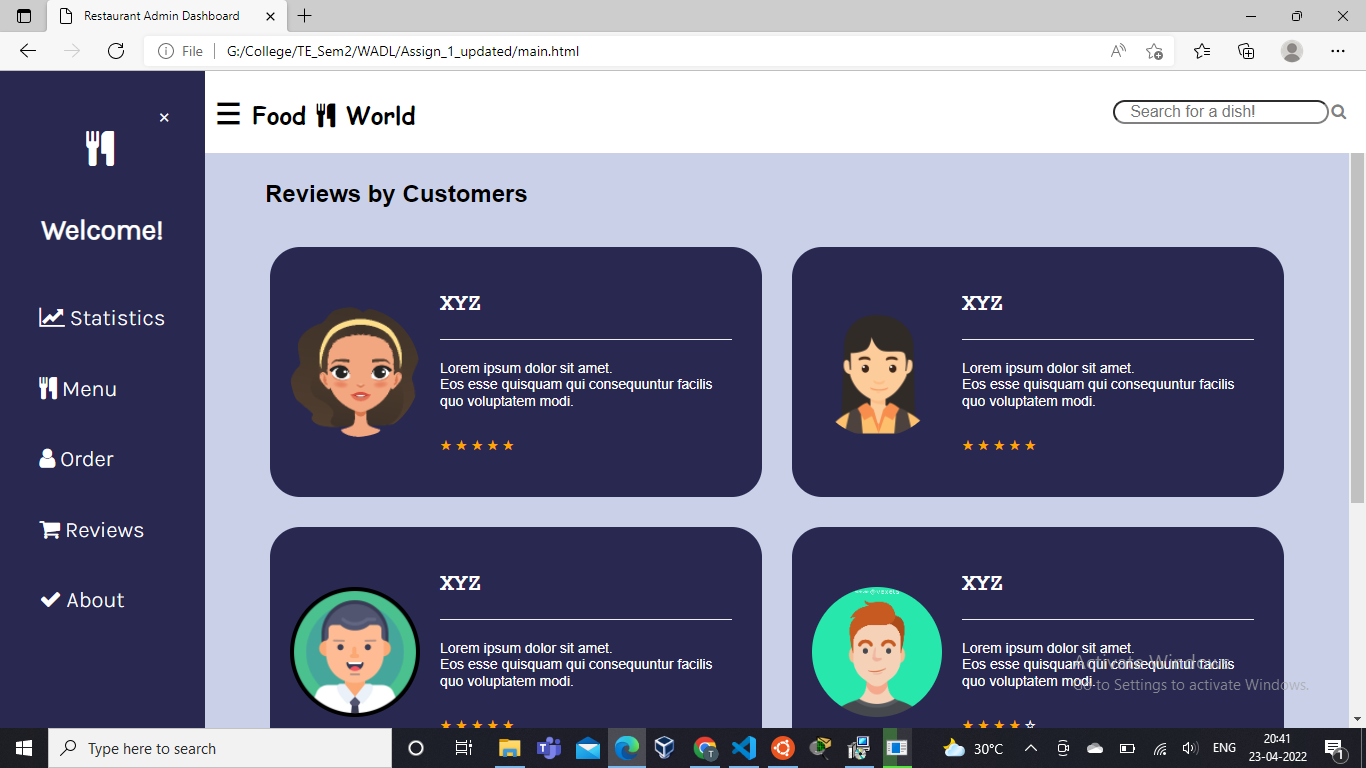 Restaurant Admin Dashboard
File
G:/College/TE_Sem2/WADL/Assign_1_updated/main.html
Food World
Search for a dish!
Welcome!
Statistics
Menu
Order
Reviews
About
Reviews by Customers
XYZ
Lorem ipsum dolor sit amet.
Eos esse quisquam qui consequuntur facilis
quo voluptatem modi.
XYZ
Lorem ipsum dolor sit amet.
Eos esse quisquam qui consequuntur facilis
quo voluptatem modi.
XYZ
Lorem ipsum dolor sit amet.
Eos esse quisquam qui consequuntur facilis
quo voluptatem modi.
XYZ
Lorem ipsum dolor sit amet.
Eos esse quisquam qui consequuntur facilis
quo voluptatem modi.
Activate Windows
Go to Settings to activate Windows.
Type here to search
30°C
ENG
20:41
23-04-2022
1